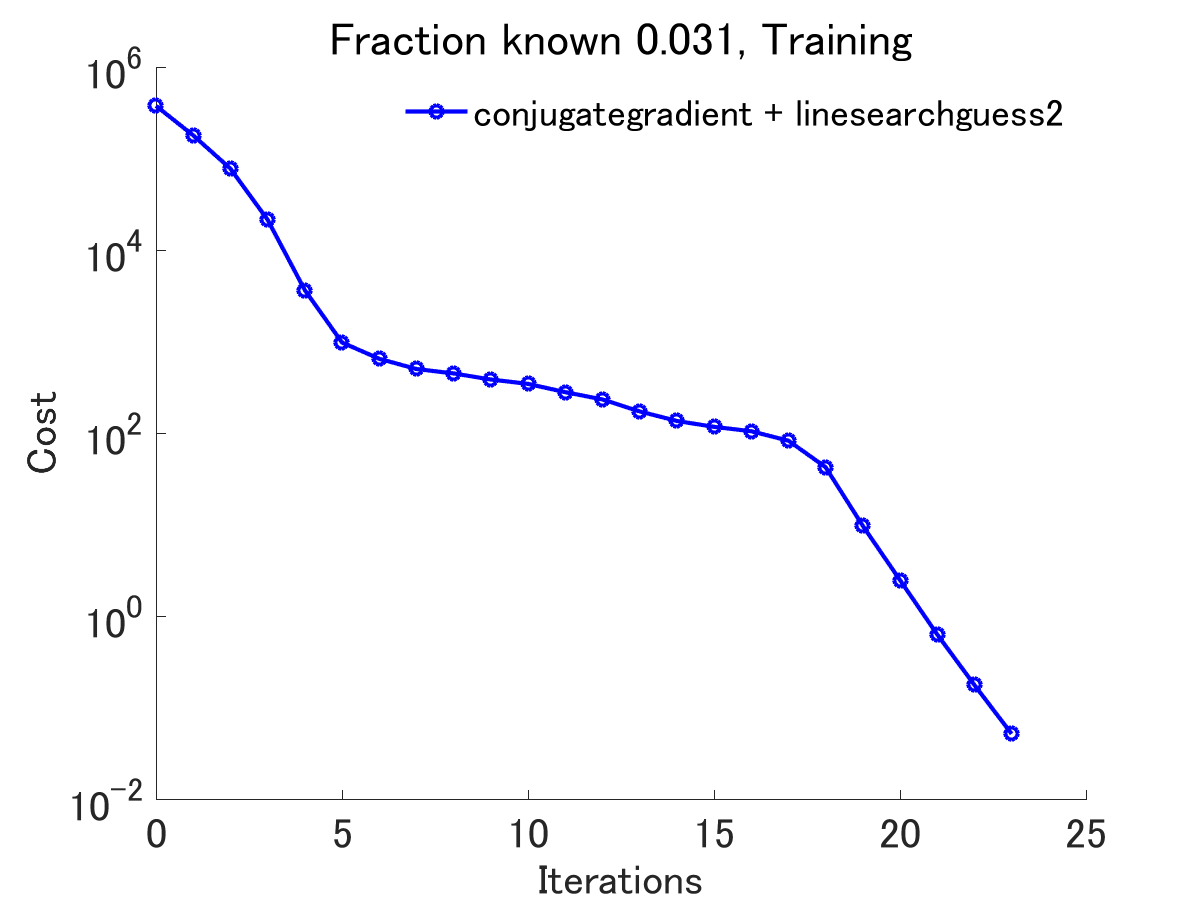 Fraction known 0.031, Training
conjugategradient + linesearchguess2
10^6
10^4
10^2
10^0
10^-2
Cost
0 5 10 15 20 25
Iterations